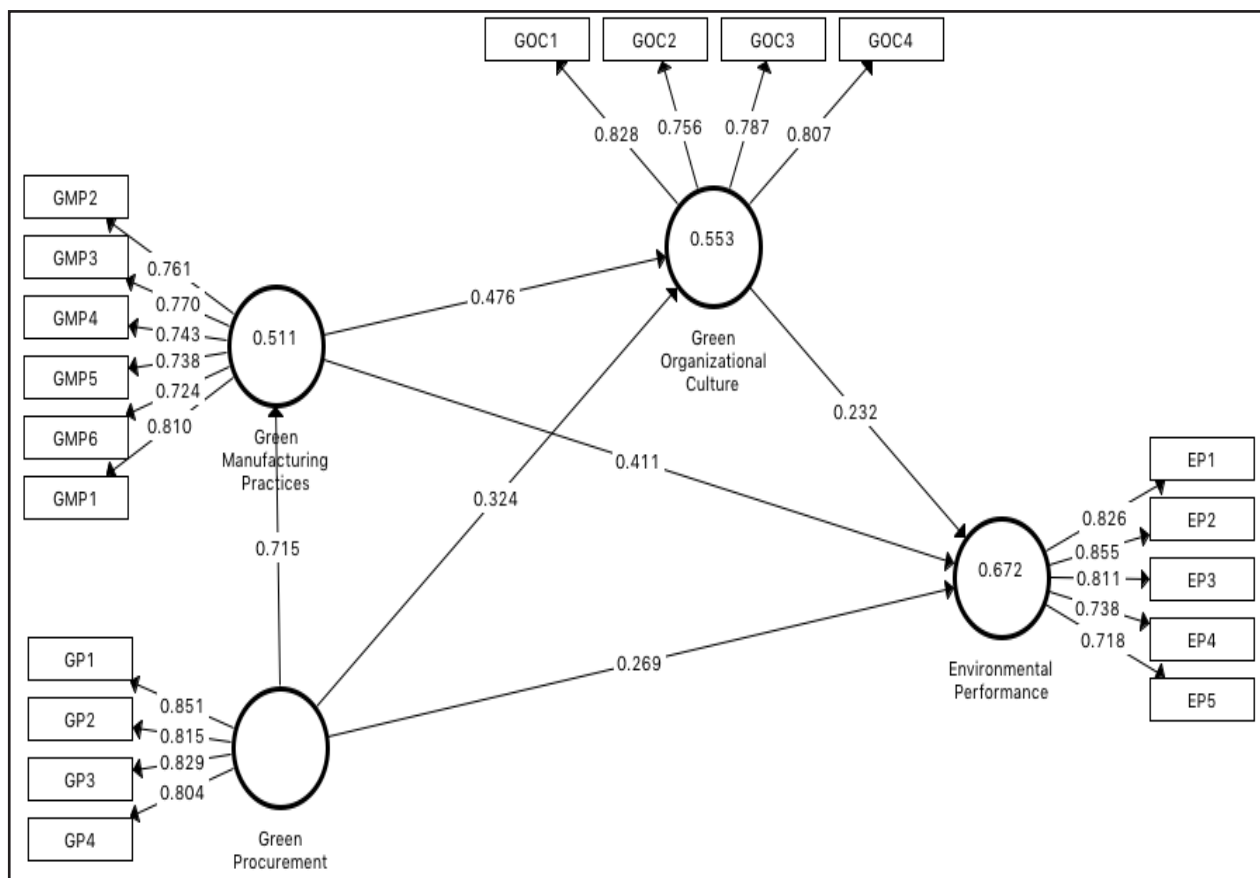 GOC1
GOC2
GOC3
GOC4
0.828
0.756
0.787
0.807
GMP2
GMP3
GMP4
GMP5
GMP6
GMP1
0.761
0.770
0.743
0.738
0.724
0.810
0.511
Green
Manufacturing
Practices
0.553
Green
Organizational
Culture
0.476
0.411
0.324
0.715
0.232
0.269
0.672
Environmental
Performance
EP1
EP2
EP3
EP4
EP5
0.826
0.855
0.811
0.738
0.718
GP1
GP2
GP3
GP4
0.851
0.815
0.829
0.804
Green
Procurement